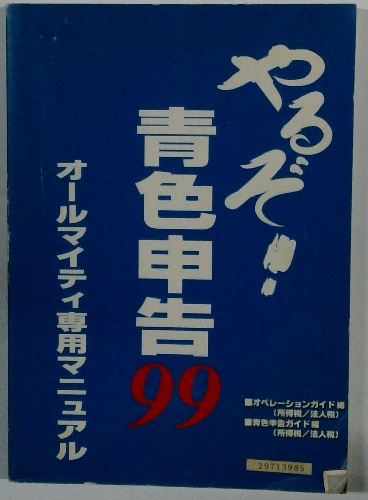 やるぞ!!
青色申告
99
オールマイティ専用マニュアル
■オペレーションガイド編
(所得税/法人税)
■青色申告ガイド編
(所得税/法人税)
29713985